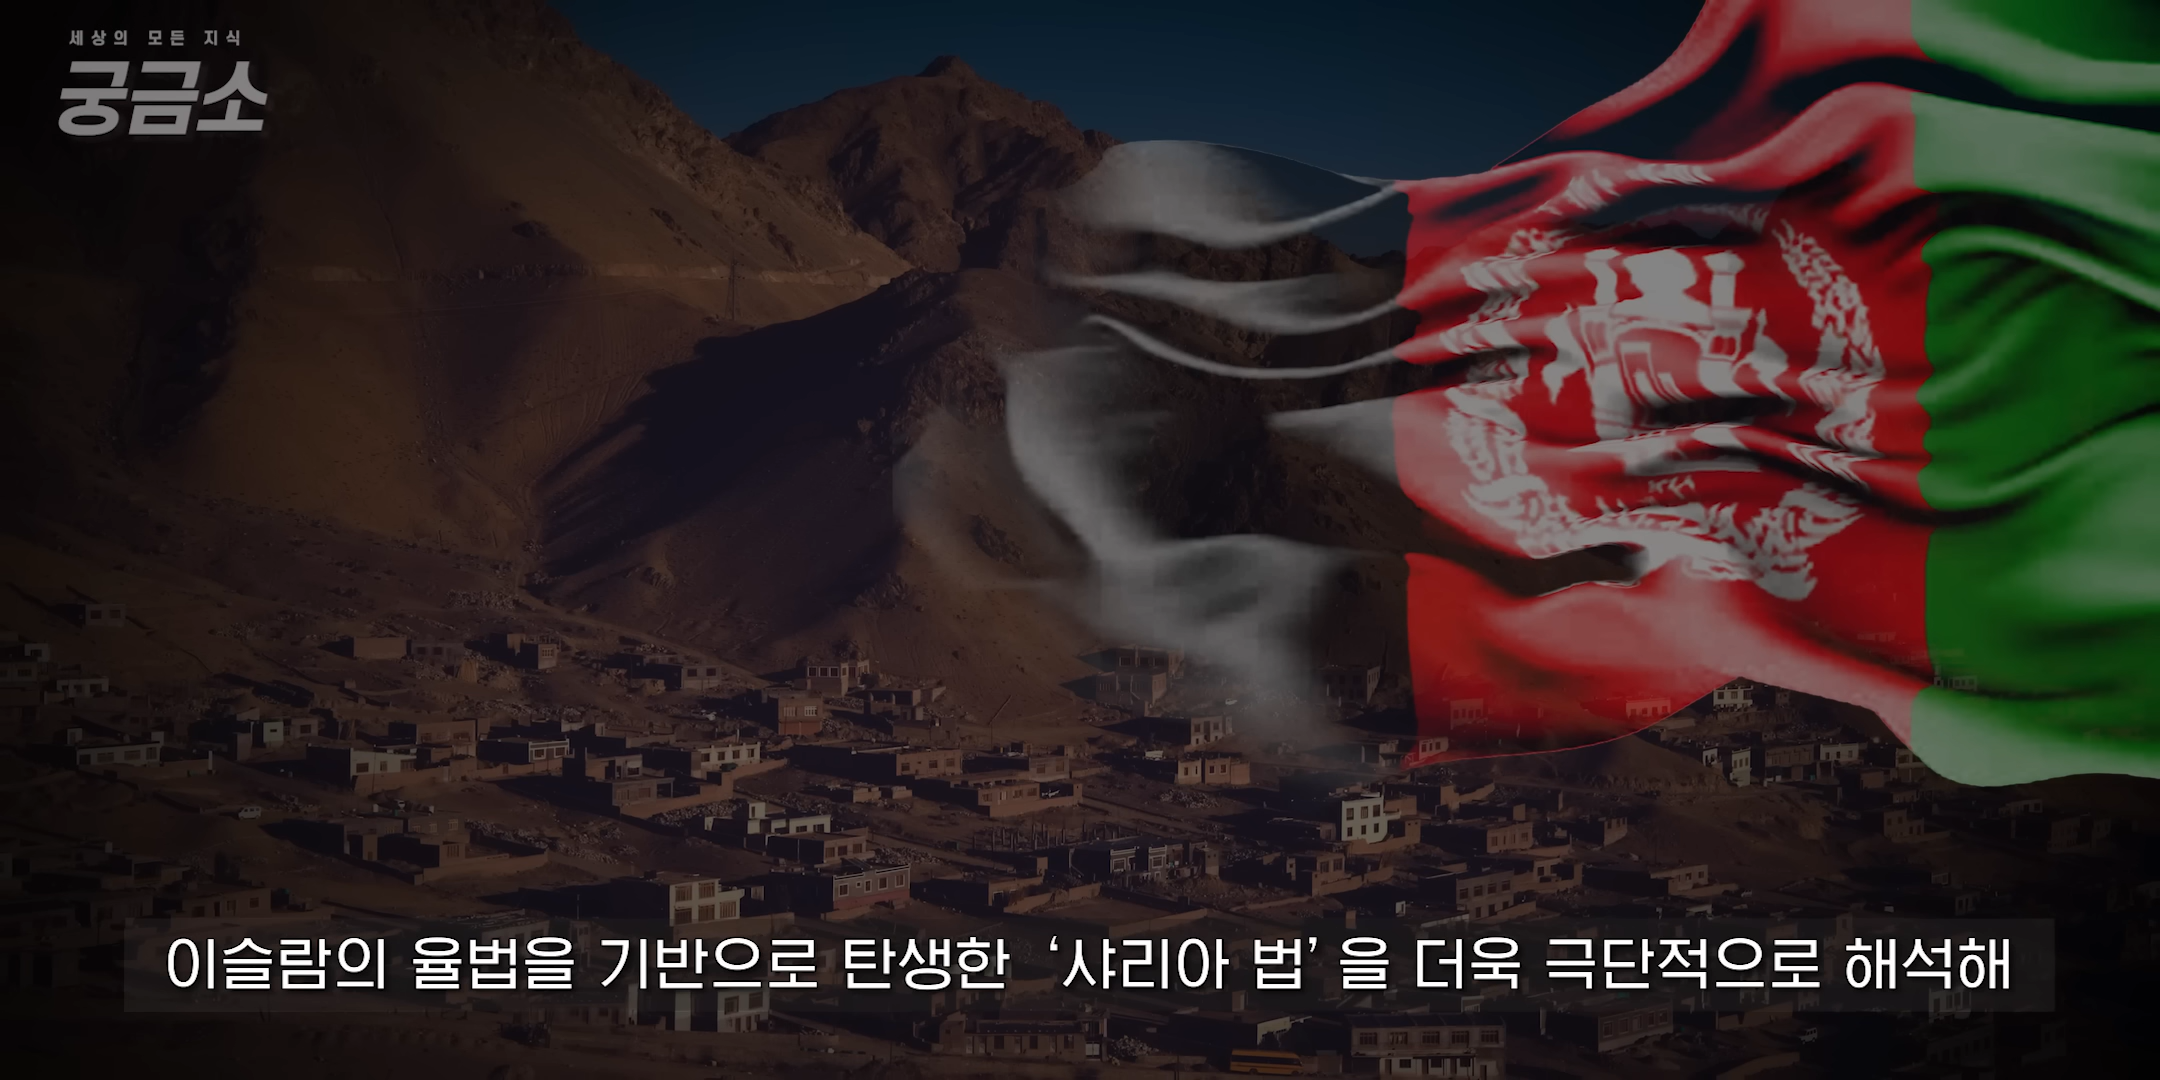 세상의 모든 지식
궁금소
이슬람의 율법을 기반으로 탄생한 ‘샤리아 법’을 더욱 극단적으로 해석해